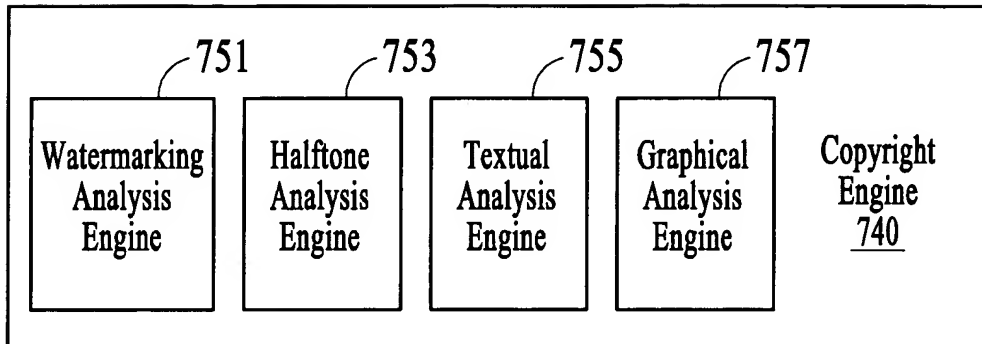 751 753 755 757
Watermarking
Analysis
Engine
Halftone
Analysis
Engine
Textual
Analysis
Engine
Graphical
Analysis
Engine
Copyright
Engine
740